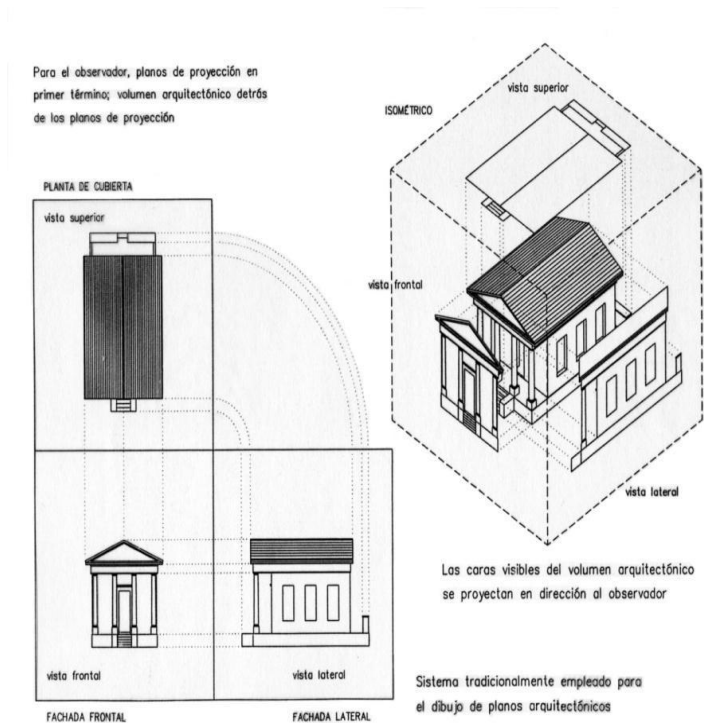 Para el observador, planos de proyección en
primer término; volumen arquitectónico detrós
de los planos de proyección
PLANTA DE CUBIERTA
vista superior
vista frontal
FACHADA FRONTAL
vista lateral
FACHADA LATERAL
ISOMÉTRICO
vista superior
vista frontal
vista lateral
Las caras visibles del volumen arquitectónico
se proyectan en dirección al observador
Sistema tradicionalmente empleado para
el dibujo de planos arquitectónicos